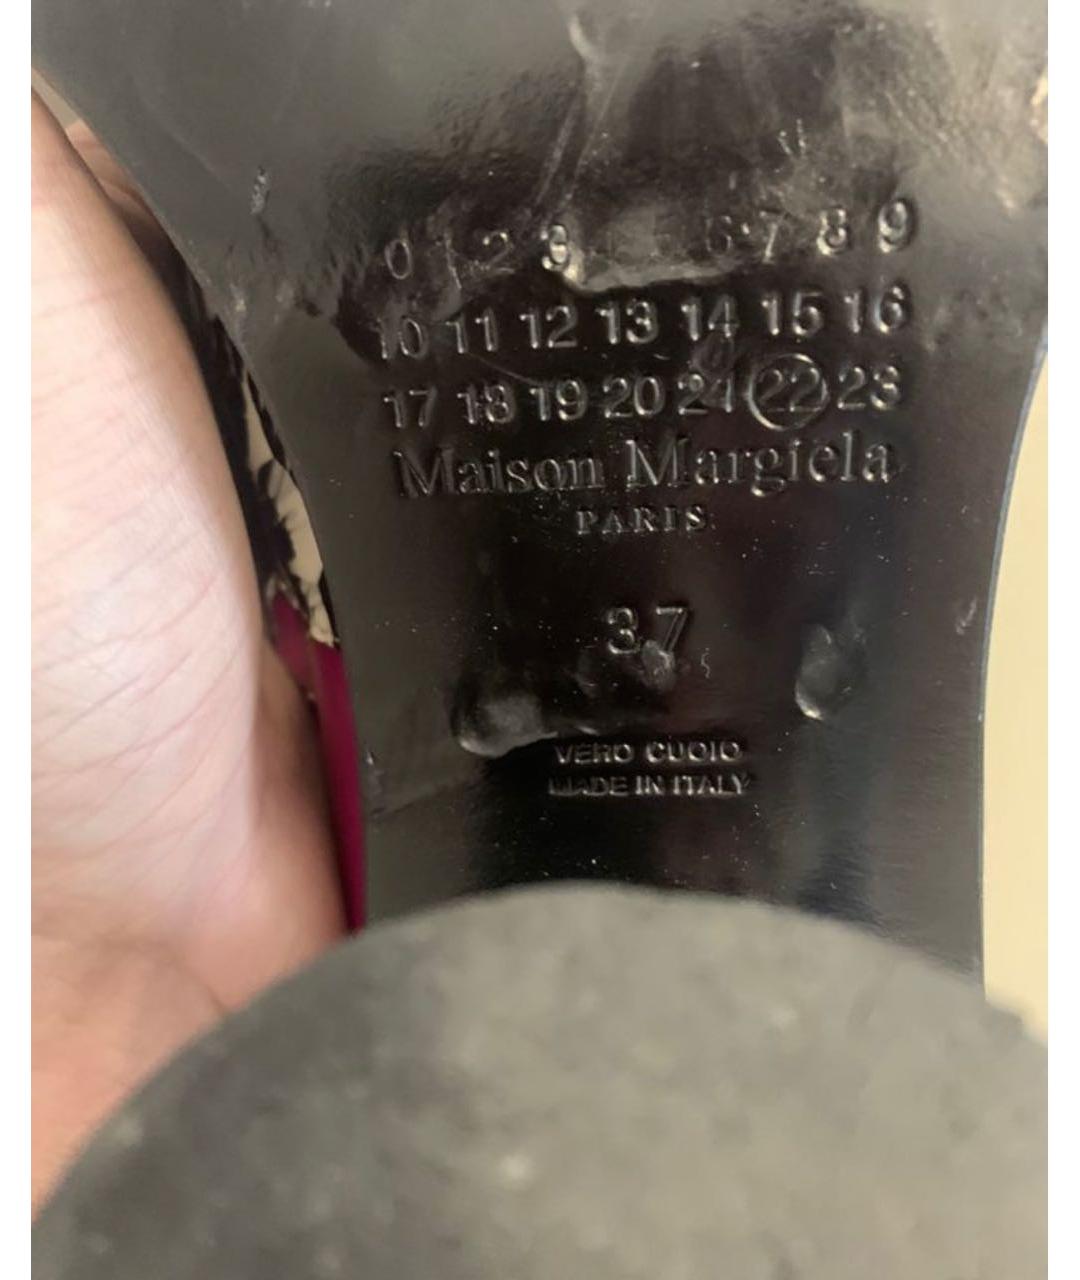 0 1 2 3 6 7 8 9
10 11 12 13 14 15 16
17 18 19 20 21 22 23
Maison Margiela
PARIS
37
VERO CUOIO
MADE IN ITALY